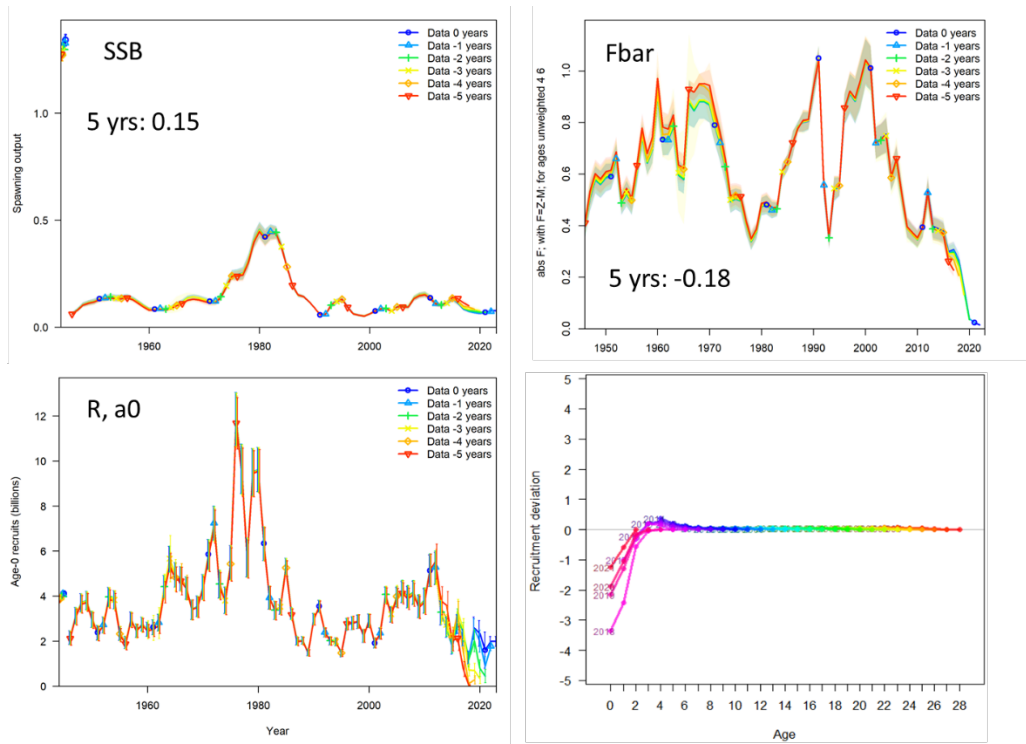 SSB
Data 0 years
Data -1 years
Data -2 years
Data -3 years
Data -4 years
Data -5 years
5 yrs: 0.15
Spawning output
1.0
0.5
0.0
1960
1980
2000
2020
Fbar
Data 0 years
Data -1 years
Data -2 years
Data -3 years
Data -4 years
Data -5 years
5 yrs: -0.18
abs F; with F=Z-M; for ages unweighted 4 6
1.0
0.8
0.6
0.4
0.2
0.0
1950
1960
1970
1980
1990
2000
2010
2020
R, a0
Data 0 years
Data -1 years
Data -2 years
Data -3 years
Data -4 years
Data -5 years
Age-0 recruits (billions)
12
10
8
6
4
2
0
1960
1980
2000
2020
Year
Recruitment deviation
5
4
3
2
1
0
-1
-2
-3
-4
-5
0 2 4 6 8 10 12 14 16 18 20 22 24 26 28
Age